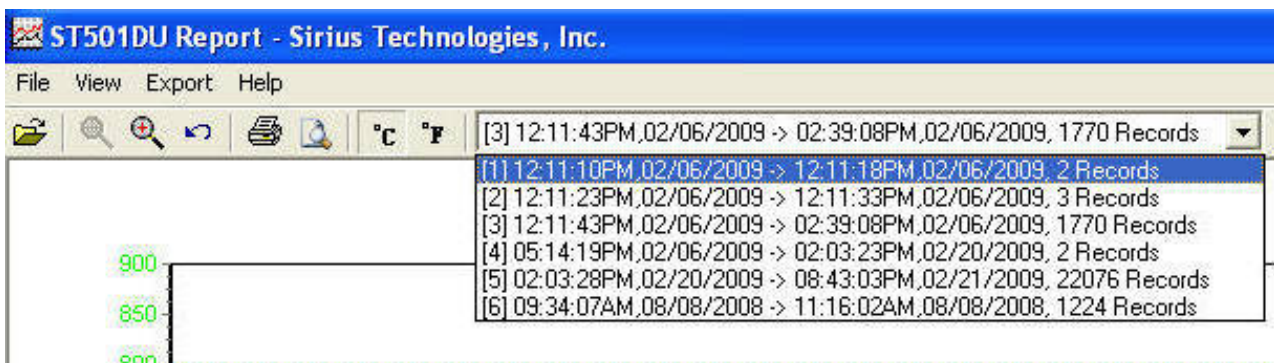 ST501DU Report - Sirius Technologies, Inc.
File View Export Help
°C °F [3] 12:11:43PM,02/06/2009 -> 02:39:08PM,02/06/2009, 1770 Records
[1] 12:11:10PM,02/06/2009 -> 12:11:18PM,02/06/2009, 2 Records
[2] 12:11:23PM,02/06/2009 -> 12:11:33PM,02/06/2009, 3 Records
[3] 12:11:43PM,02/06/2009 -> 02:39:08PM,02/06/2009, 1770 Records
[4] 05:14:19PM,02/06/2009 -> 02:03:23PM,02/20/2009, 2 Records
[5] 02:03:28PM,02/20/2009 -> 08:43:03PM,02/21/2009, 22076 Records
[6] 09:34:07AM,08/08/2008 -> 11:16:02AM,08/08/2008, 1224 Records
900
850